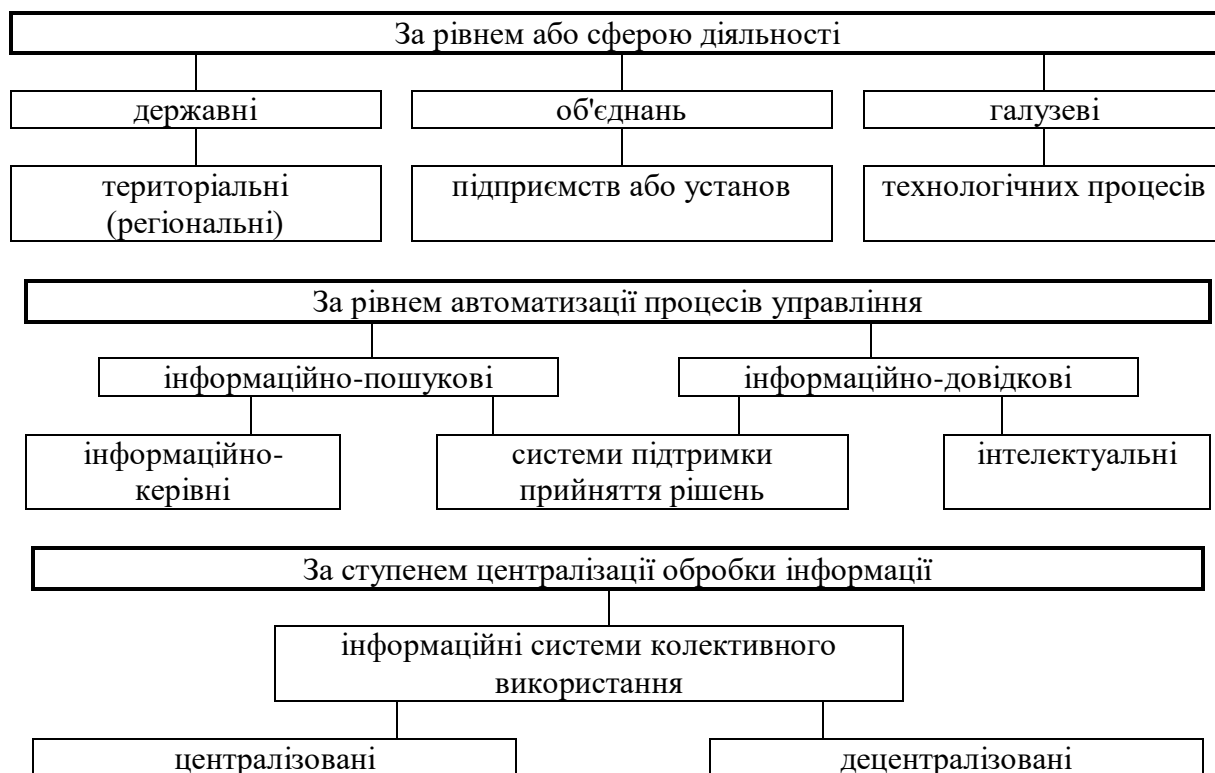 За рівнем або сферою діяльності
державні
об'єднань
галузеві
територіальні
(регіональні)
підприємств або установ
технологічних процесів
За рівнем автоматизації процесів управління
інформаційно-пошукові
інформаційно-довідкові
інформаційно-
керівні
системи підтримки
прийняття рішень
інтелектуальні
За ступенем централізації обробки інформації
інформаційні системи колективного
використання
централізовані
децентралізовані